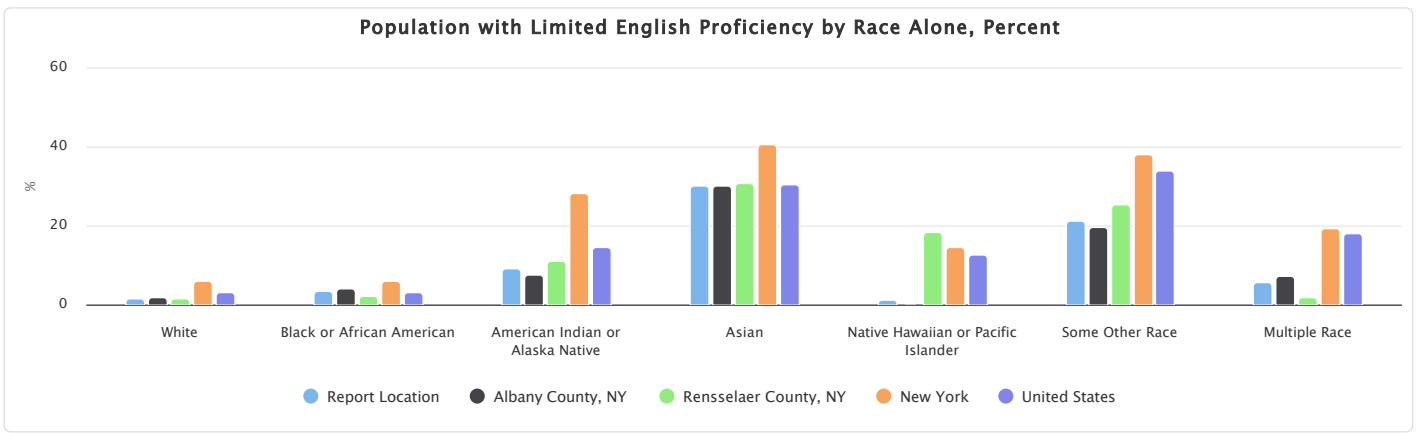 Population with Limited English Proficiency by Race Alone, Percent
60
40
%
20
0
White
Black or African American
American Indian or
Alaska Native
Asian
Native Hawaiian or Pacific
Islander
Some Other Race
Multiple Race
Report Location
Albany County, NY
Rensselaer County, NY
New York
United States